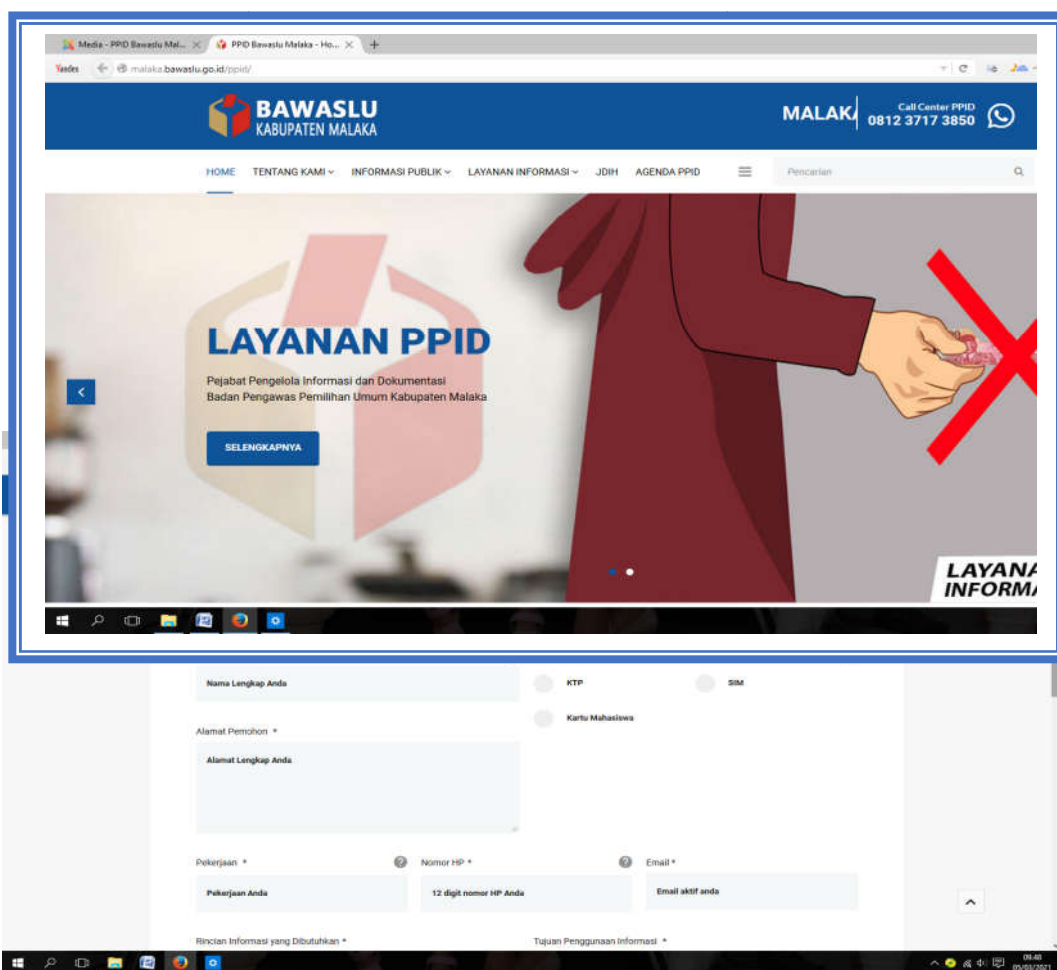 Media - PPID Bawaslu Mal...
PPID Bawaslu Malaka - Ho...
Yandex
malaka.bawaslu.go.id/ppid/
BAWASLU
KABUPATEN MALAKA
MALAKA
Call Center PPID
0812 3717 3850
HOME TENTANG KAMI INFORMASI PUBLIK LAYANAN INFORMASI JDIH AGENDA PPID
Pencarian
LAYANAN PPID
Pejabat Pengelola Informasi dan Dokumentasi
Badan Pengawas Pemilihan Umum Kabupaten Malaka
SELENGKAPNYA
LAYANA
INFORM
Nama Lengkap Anda
KTP
SIM
Kartu Mahasiswa
Alamat Pemohon *
Alamat Lengkap Anda
Pekerjaan * Nomor HP * Email *
Pekerjaan Anda 12 digit nomor HP Anda Email aktif anda
Rincian Informasi yang Dibutuhkan * Tujuan Penggunaan Informasi *
09.40
05/03/2021